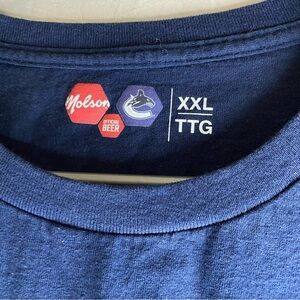 Molson
OFFICIAL
BEER
XXL
TTG